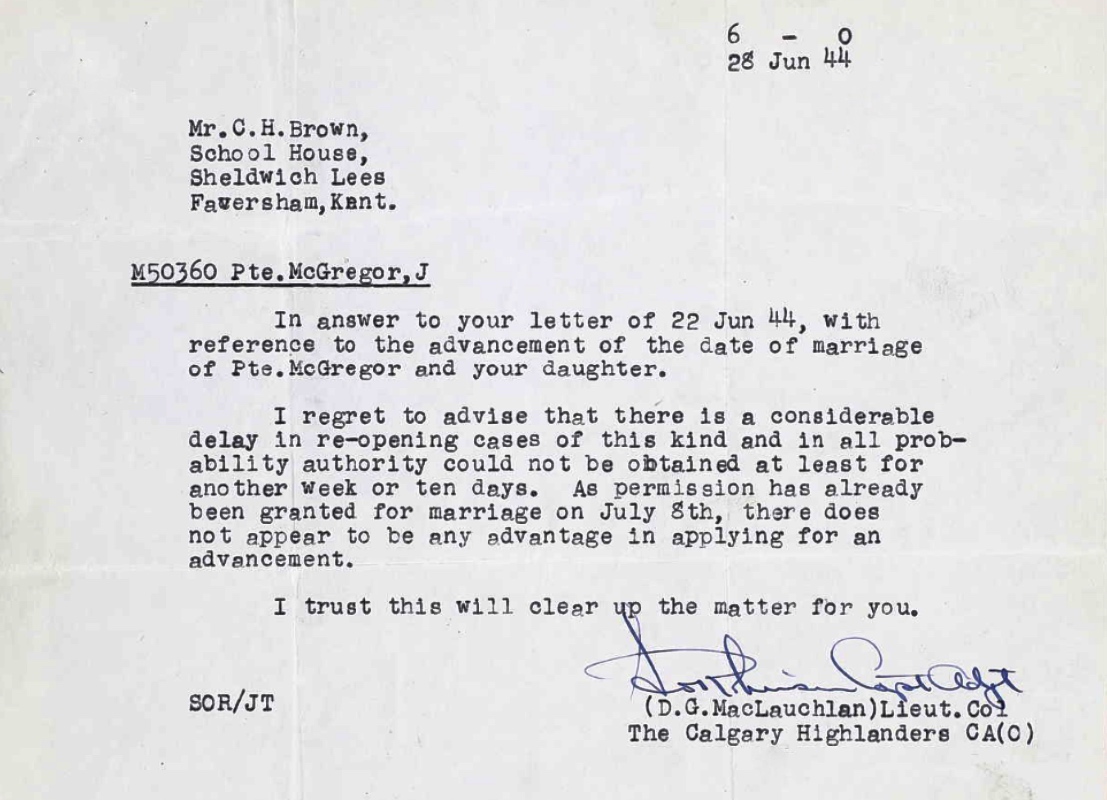 6 - 0
28 Jun 44
Mr.C.H.Brown,
School House,
Sheldwich Lees
Faversham,Kent.
M50360 Pte.McGregor,J
In answer to your letter of 22 Jun 44, with
reference to the advancement of the date of marriage
of Pte.McGregor and your daughter.
I regret to advise that there is a considerable
delay in re-opening cases of this kind and in all prob-
ability authority could not be obtained at least for
another week or ten days. As permission has already
been granted for marriage on July 8th, there does
not appear to be any advantage in applying for an
advancement.
I trust this will clear up the matter for you.
Capt Adjt
SOR/JT
(D.G.MacLauchlan)Lieut.Col
The Calgary Highlanders CA(O)